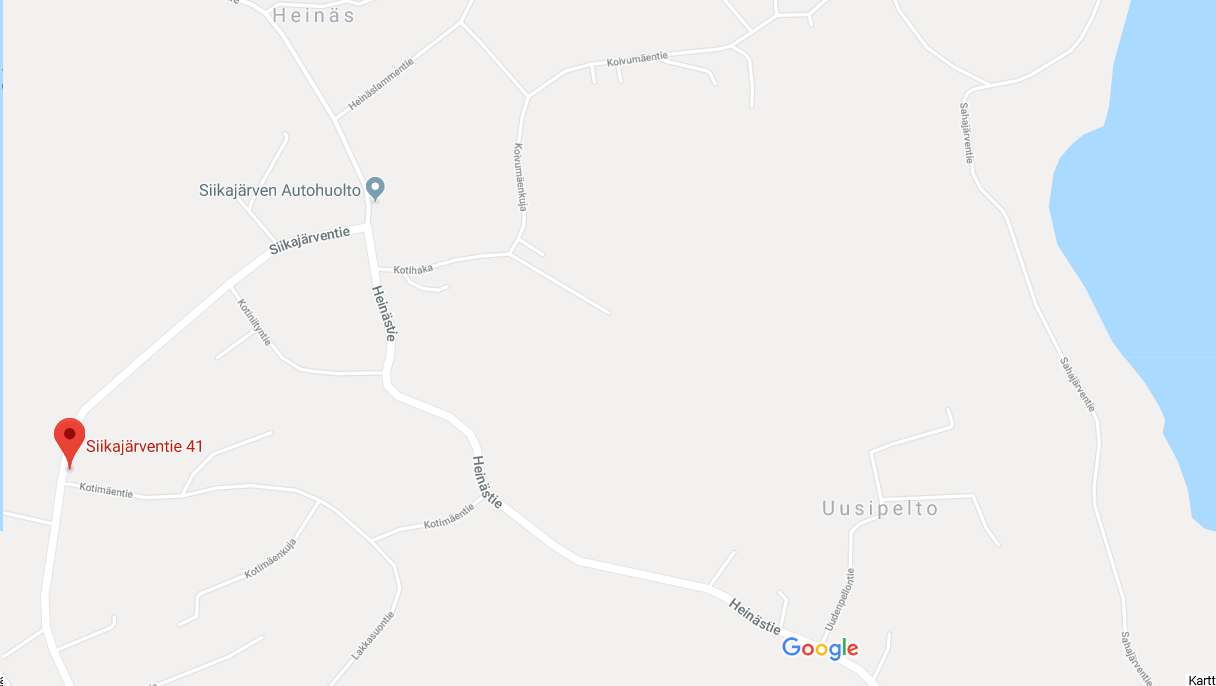 Heinäs
Koivumäentie
Heinäslammentie
Sahajärventie
Koivumäenkuja
Siikajärven Autohuolto
Siikajärventie
Kotihaka
Heinästie
Kotiniityntie
Sahajärventie
Siikajärventie 41
Heinästie
Kotimäentie
Uusipelto
Kotimäentie
Kotimäenkuja
Uudenpellontie
Heinästie
Lakkasuontie
Google
Sahajärventie
Kartt